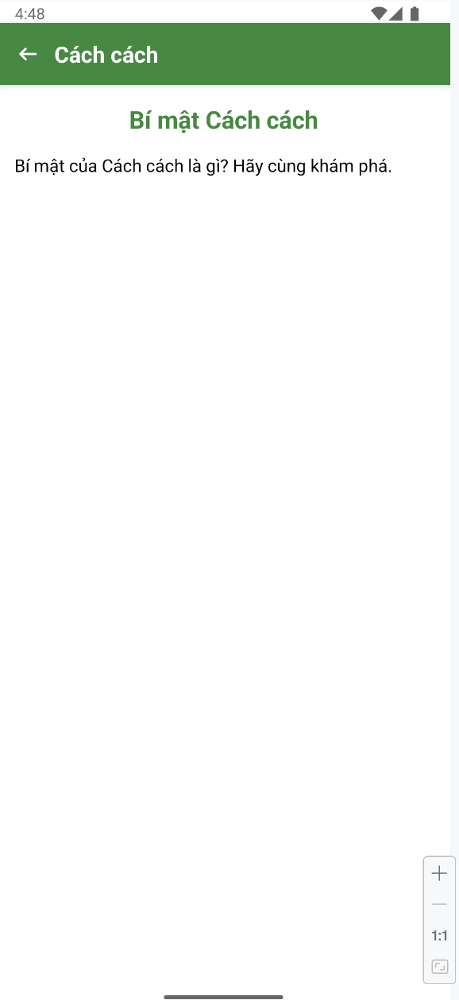 4:48
Cách cách
Bí mật Cách cách
Bí mật của Cách cách là gì? Hãy cùng khám phá.
1:1